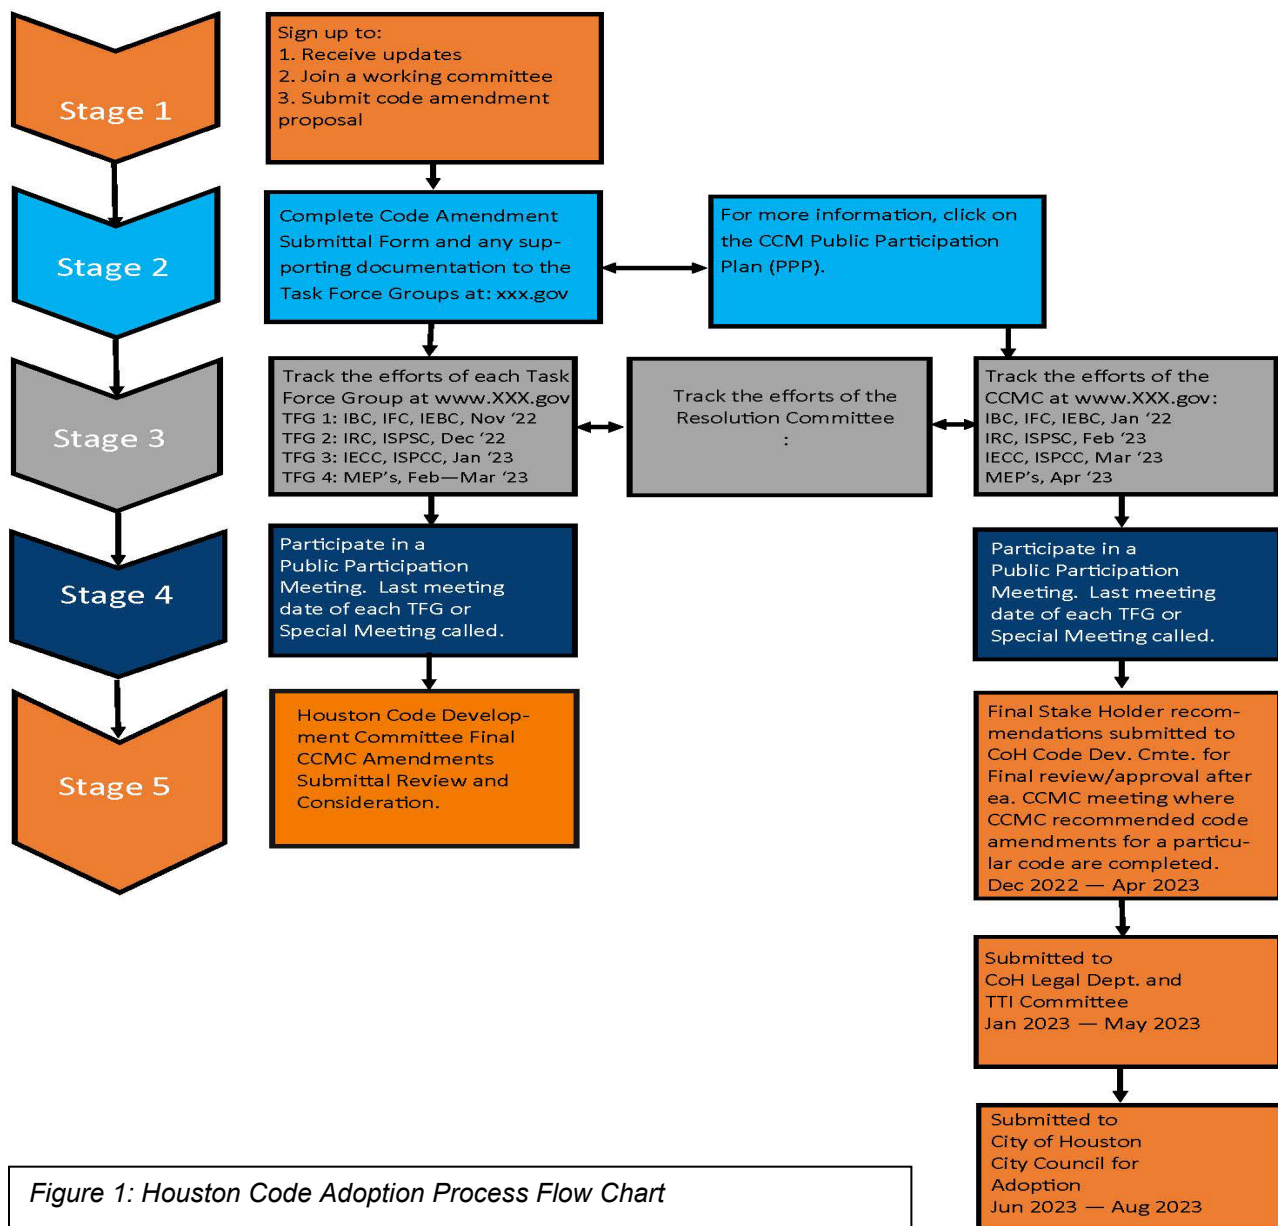 Stage 1
Sign up to:
1. Receive updates
2. Join a working committee
3. Submit code amendment
proposal
Stage 2
Complete Code Amendment
Submittal Form and any sup-
porting documentation to the
Task Force Groups at: xxx.gov
For more information, click on
the CCM Public Participation
Plan (PPP).
Stage 3
Track the efforts of each Task
Force Group at www.XXX.gov
TFG 1: IBC, IFC, IEBC, Nov ‘22
TFG 2: IRC, ISPSC, Dec ‘22
TFG 3: IECC, ISPCC, Jan ‘23
TFG 4: MEP’s, Feb—Mar ‘23
Track the efforts of the
Resolution Committee
:
Track the efforts of the
CCMC at www.XXX.gov:
IBC, IFC, IEBC, Jan ‘22
IRC, ISPSC, Feb ‘23
IECC, ISPCC, Mar ‘23
MEP’s, Apr ‘23
Stage 4
Participate in a
Public Participation
Meeting.  Last meeting
date of each TFG or
Special Meeting called.
Participate in a
Public Participation
Meeting.  Last meeting
date of each TFG or
Special Meeting called.
Stage 5
Houston Code Develop-
ment Committee Final
CCMC Amendments
Submittal Review and
Consideration.
Final Stake Holder recom-
mendations submitted to
CoH Code Dev. Cmte. for
Final review/approval after
ea. CCMC meeting where
CCMC recommended code
amendments for a particu-
lar code are completed.
Dec 2022 — Apr 2023
Submitted to
CoH Legal Dept. and
TTI Committee
Jan 2023 — May 2023
Submitted to
City of Houston
City Council for
Adoption
Jun 2023 — Aug 2023
Figure 1: Houston Code Adoption Process Flow Chart